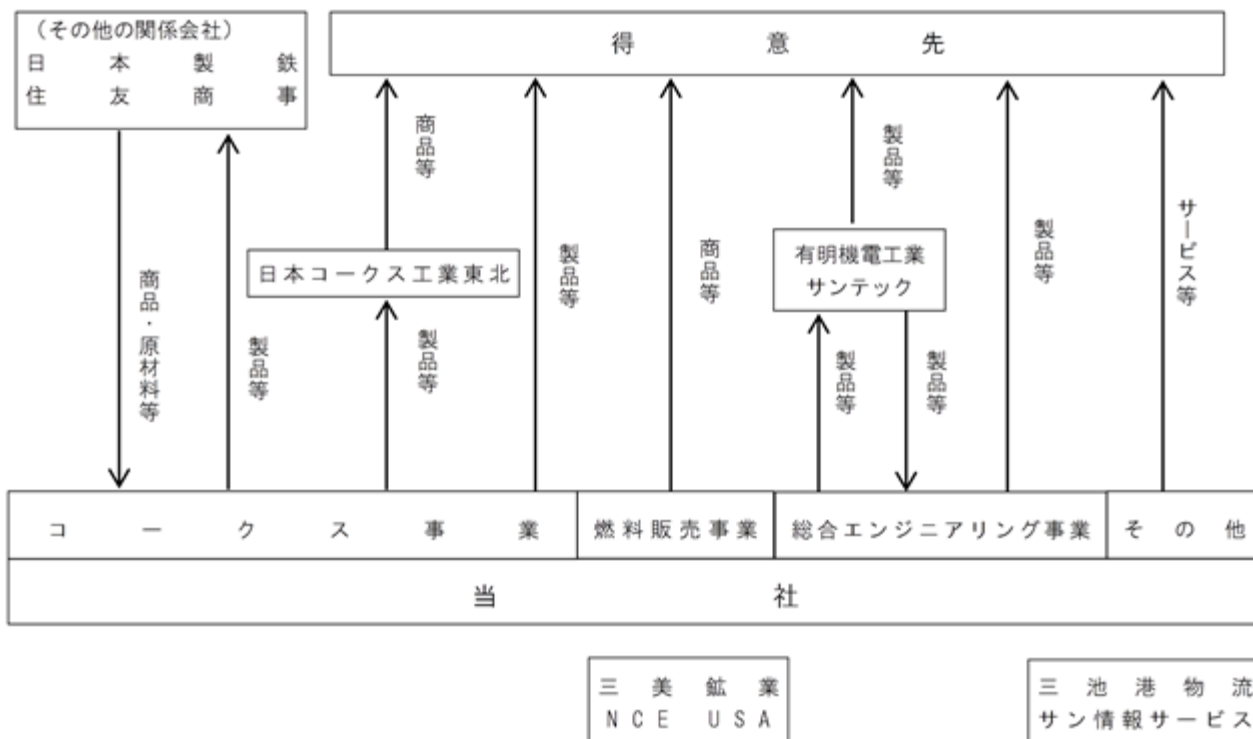 （その他の関係会社）
日本製鉄
住友商事
得意先
商品等
製品等
サービス等
日本コークス工業東北
有明機電工業
サンテック
商品・原材料等
製品等
製品等
製品等
商品等
製品等
製品等
製品等
コークス事業
燃料販売事業
総合エンジニアリング事業
その他
当社
三美鉱業
NCE USA
三池港物流
サン情報サービス